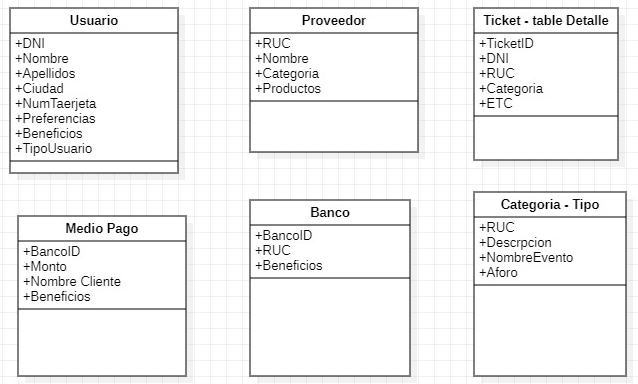 Usuario
+DNI
+Nombre
+Apellidos
+Ciudad
+NumTaerjeta
+Preferencias
+Beneficios
+TipoUsuario
Proveedor
+RUC
+Nombre
+Categoria
+Productos
Ticket - table Detalle
+TicketID
+DNI
+RUC
+Categoria
+ETC
Medio Pago
+BancoID
+Monto
+Nombre Cliente
+Beneficios
Banco
+BancoID
+RUC
+Beneficios
Categoria - Tipo
+RUC
+Descrpcion
+NombreEvento
+Aforo